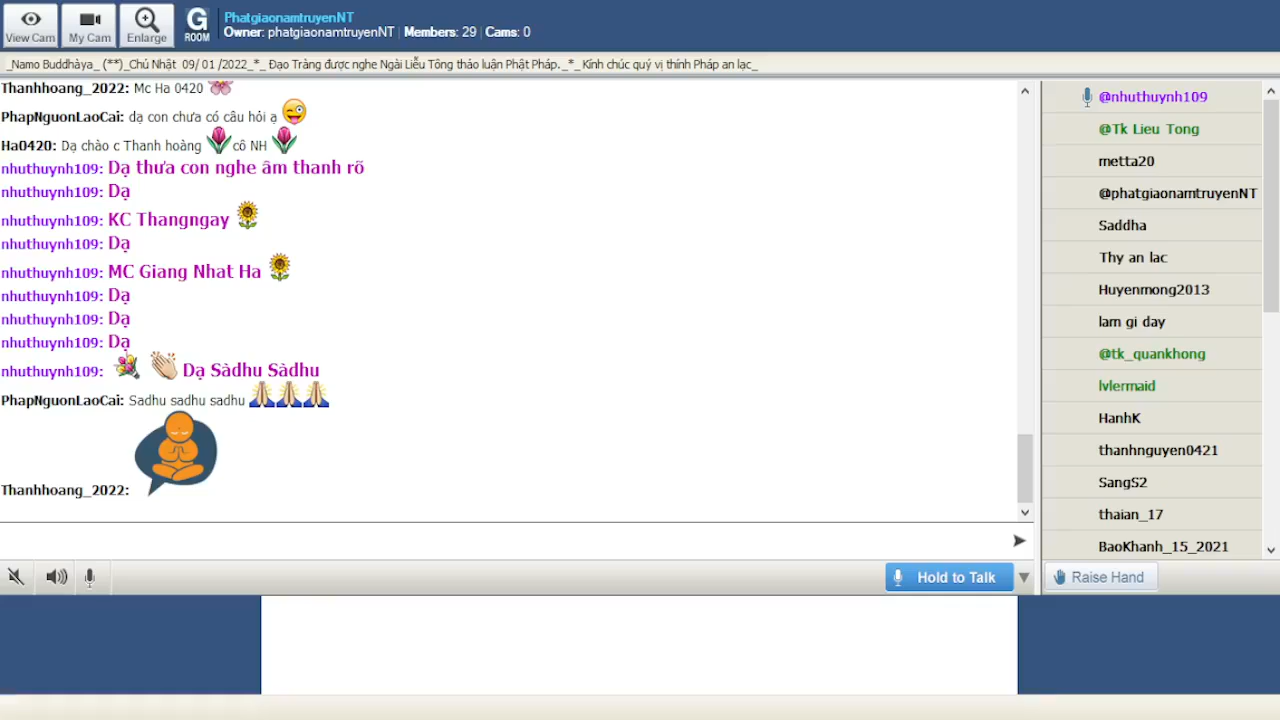 View Cam
My Cam
Enlarge
G
ROOM
PhatgiaonamtruyenNT
Owner: phatgiaonamtruyenNT | Members: 29 | Cams: 0
_Namo Buddhàya_ (**)_Chủ Nhật 09/ 01 /2022_*_ Đạo Tràng được nghe Ngài Liễu Tông thảo luận Phật Pháp._*_ Kính chúc quý vị thính Pháp an lạc_
Thanhhoang_2022: Mc Ha 0420
PhapNguonLaoCai: dạ con chưa có câu hỏi ạ
Ha0420: Dạ chào c Thanh hoàng cô NH
nhuthuynh109: Dạ thưa con nghe âm thanh rõ
nhuthuynh109: Dạ
nhuthuynh109: KC Thangngay
nhuthuynh109: Dạ
nhuthuynh109: MC Giang Nhat Ha
nhuthuynh109: Dạ
nhuthuynh109: Dạ
nhuthuynh109: Dạ
nhuthuynh109: Dạ Sàdhu Sàdhu
PhapNguonLaoCai: Sadhu sadhu sadhu
Thanhhoang_2022:
@nhuthuynh109
@Tk Lieu Tong
metta20
@phatgiaonamtruyenNT
Saddha
Thy an lac
Huyenmong2013
lam gi day
@tk_quankhong
lvlermaid
HanhK
thanhnguyen0421
SangS2
thaian_17
BaoKhanh_15_2021
Hold to Talk
Raise Hand